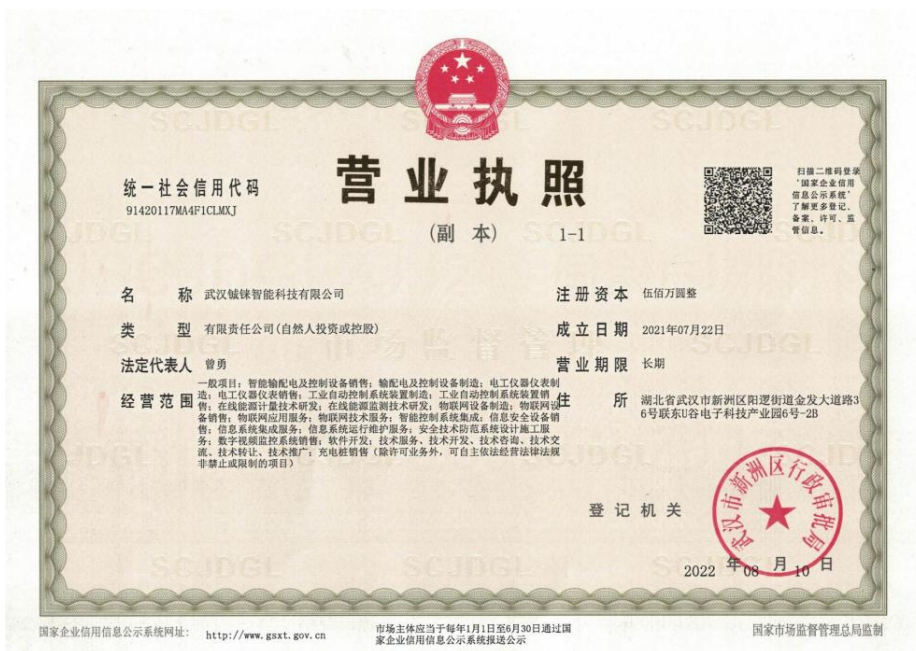 营业执照
(副 本) 1-1
统一社会信用代码
91420117MA4F1CLMXJ
扫描二维码登录
"国家企业信用
信息公示系统"
了解更多登记、
备案、许可、监
管信息。
名 称 武汉铖铼智能科技有限公司
类 型 有限责任公司(自然人投资或控股)
法定代表人 曾勇
经营范围
一般项目：智能输配电及控制设备销售；输配电及控制设备制造；电工仪器仪表制
造；电工仪器仪表销售；工业自动控制系统装置制造；工业自动控制系统装置销
售；在线能源计量技术研发；在线能源监测技术研发；物联网设备制造；物联网设
备销售；物联网应用服务；物联网技术服务；智能控制系统集成；信息安全设备销
售；信息系统集成服务；信息系统运行维护服务；安全技术防范系统设计施工服
务；数字视频监控系统销售；软件开发；技术服务、技术开发、技术咨询、技术交
流、技术转让、技术推广；充电桩销售（除许可业务外，可自主依法经营法律法规
非禁止或限制的项目）
注册资本 伍佰万圆整
成立日期 2021年07月22日
营业期限 长期
住 所 湖北省武汉市新洲区阳逻街道金发大道路3
6号联东U谷电子科技产业园6号-2B
登记机关
武汉市新洲区行政审批局
2022 年 08 月 10 日
国家企业信用信息公示系统网址： http://www.gsxt.gov.cn
市场主体应当于每年1月1日至6月30日通过国
家企业信用信息公示系统报送公示
国家市场监督管理总局监制
SCJDGL
市场监督管